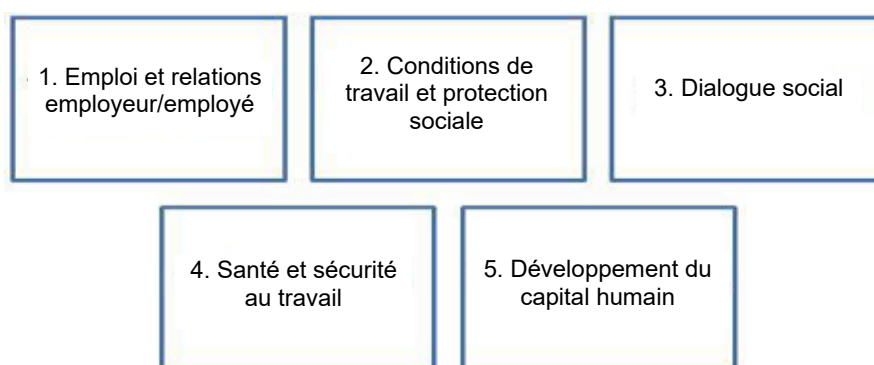 1. Emploi et relations
employeur/employé
2. Conditions de
travail et protection
sociale
3. Dialogue social
4. Santé et sécurité
au travail
5. Développement du
capital humain